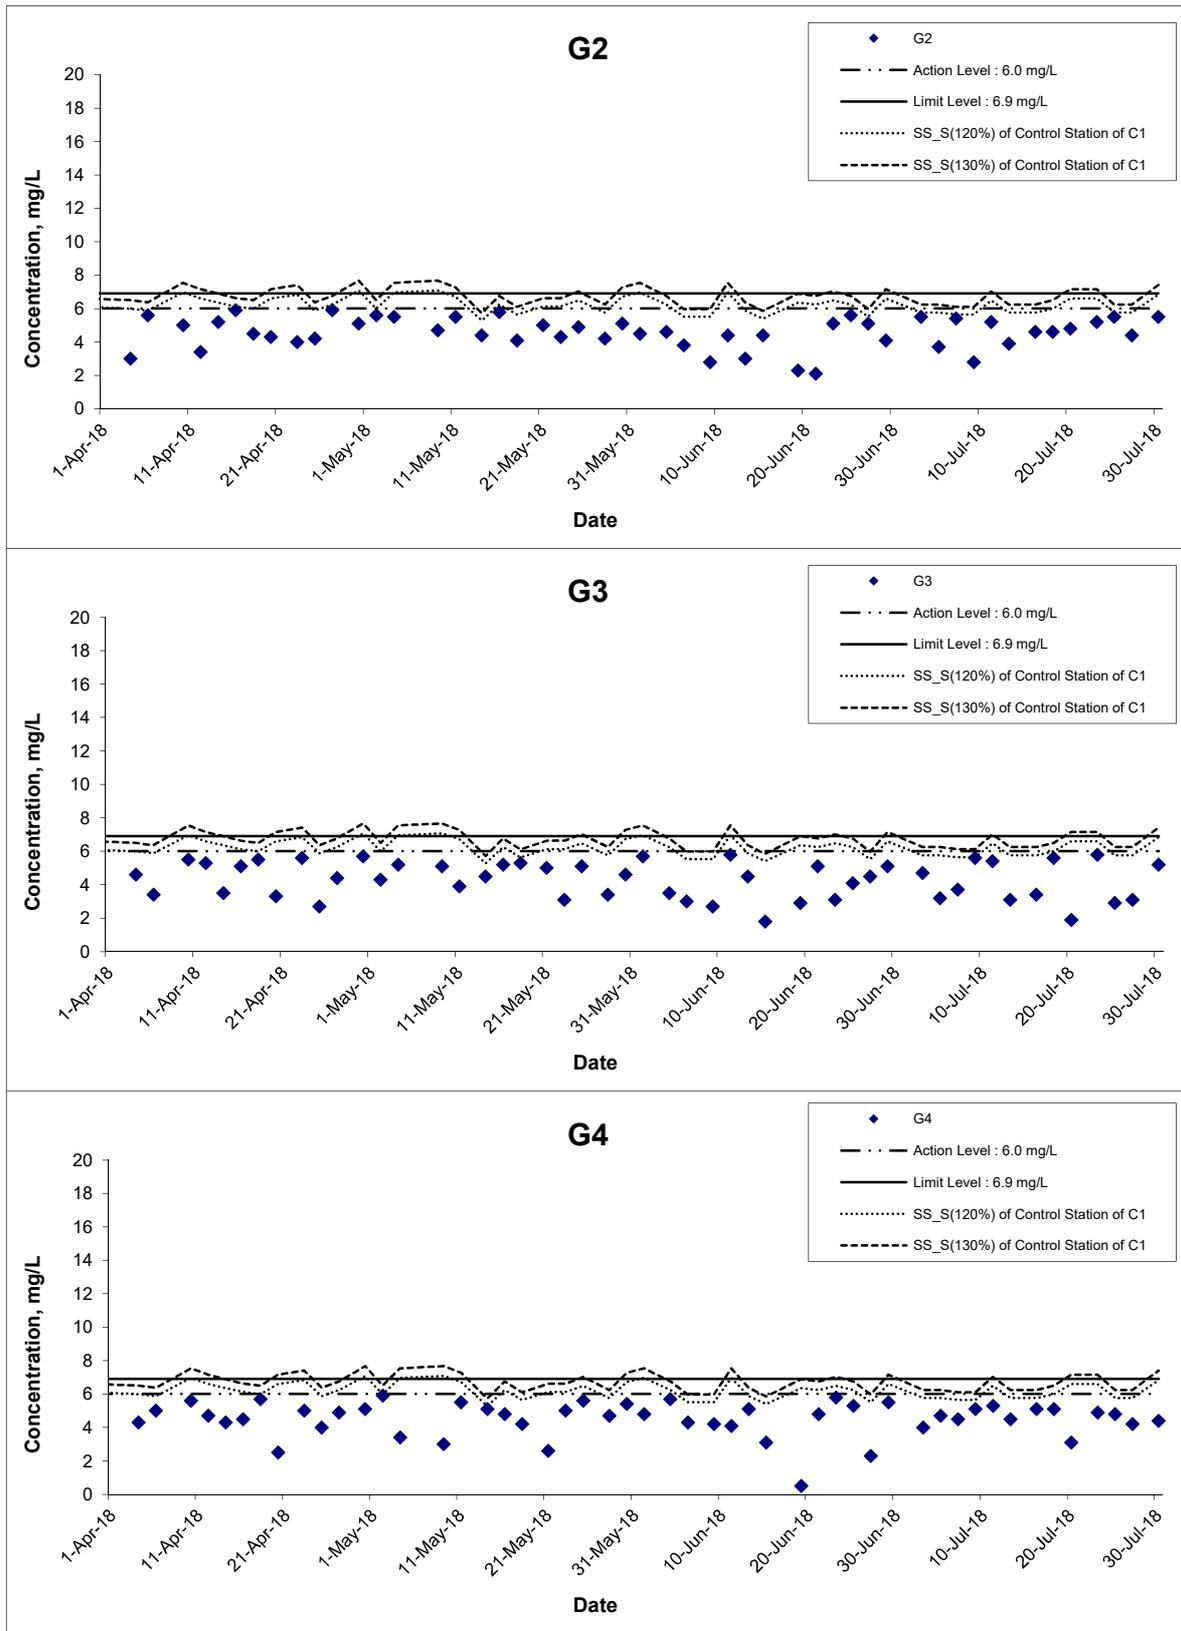 G2
G2
Action Level : 6.0 mg/L
Limit Level : 6.9 mg/L
SS_S(120%) of Control Station of C1
SS_S(130%) of Control Station of C1
Concentration, mg/L
20
18
16
14
12
10
8
6
4
2
0
1-Apr-18
11-Apr-18
21-Apr-18
1-May-18
11-May-18
21-May-18
31-May-18
10-Jun-18
20-Jun-18
30-Jun-18
10-Jul-18
20-Jul-18
30-Jul-18
Date
G3
G3
Action Level : 6.0 mg/L
Limit Level : 6.9 mg/L
SS_S(120%) of Control Station of C1
SS_S(130%) of Control Station of C1
Concentration, mg/L
20
18
16
14
12
10
8
6
4
2
0
1-Apr-18
11-Apr-18
21-Apr-18
1-May-18
11-May-18
21-May-18
31-May-18
10-Jun-18
20-Jun-18
30-Jun-18
10-Jul-18
20-Jul-18
30-Jul-18
Date
G4
G4
Action Level : 6.0 mg/L
Limit Level : 6.9 mg/L
SS_S(120%) of Control Station of C1
SS_S(130%) of Control Station of C1
Concentration, mg/L
20
18
16
14
12
10
8
6
4
2
0
1-Apr-18
11-Apr-18
21-Apr-18
1-May-18
11-May-18
21-May-18
31-May-18
10-Jun-18
20-Jun-18
30-Jun-18
10-Jul-18
20-Jul-18
30-Jul-18
Date